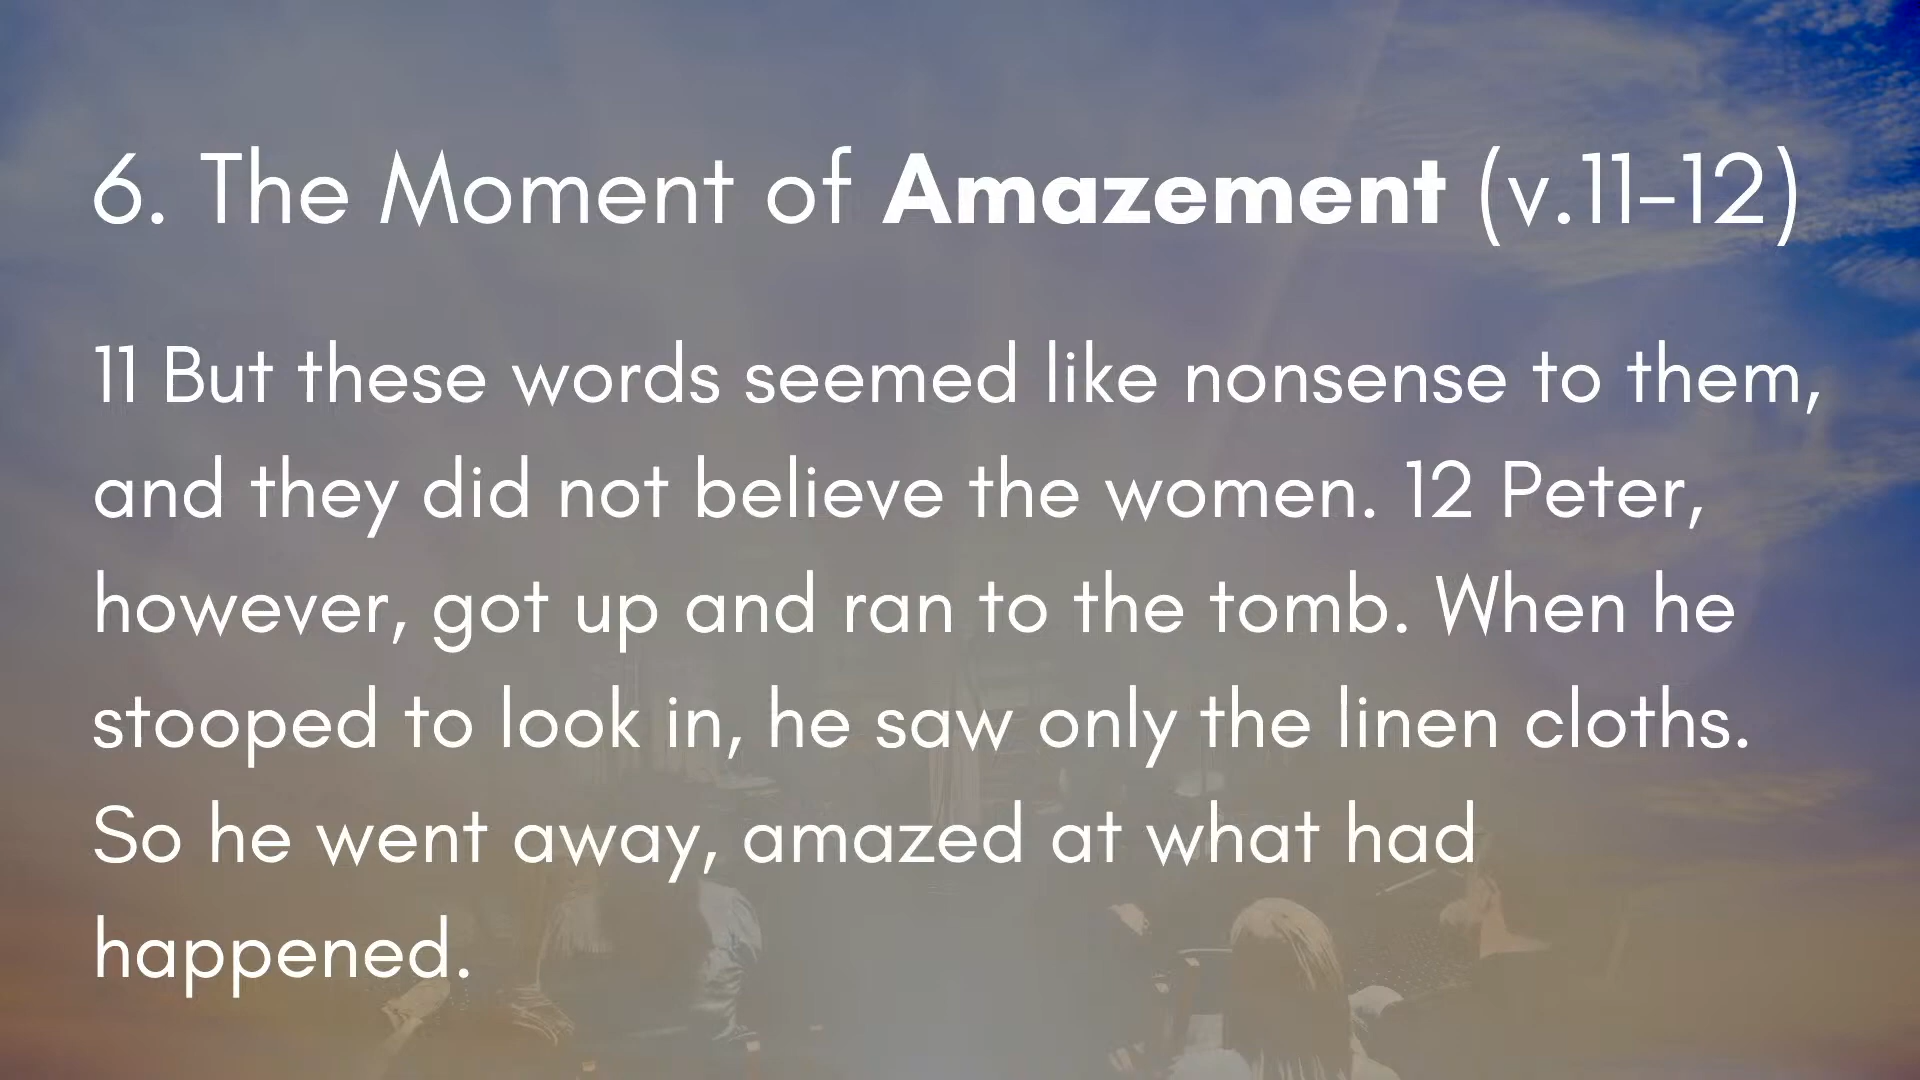 6. The Moment of Amazement (v.11–12)
11 But these words seemed like nonsense to them,
and they did not believe the women. 12 Peter,
however, got up and ran to the tomb. When he
stooped to look in, he saw only the linen cloths.
So he went away, amazed at what had
happened.